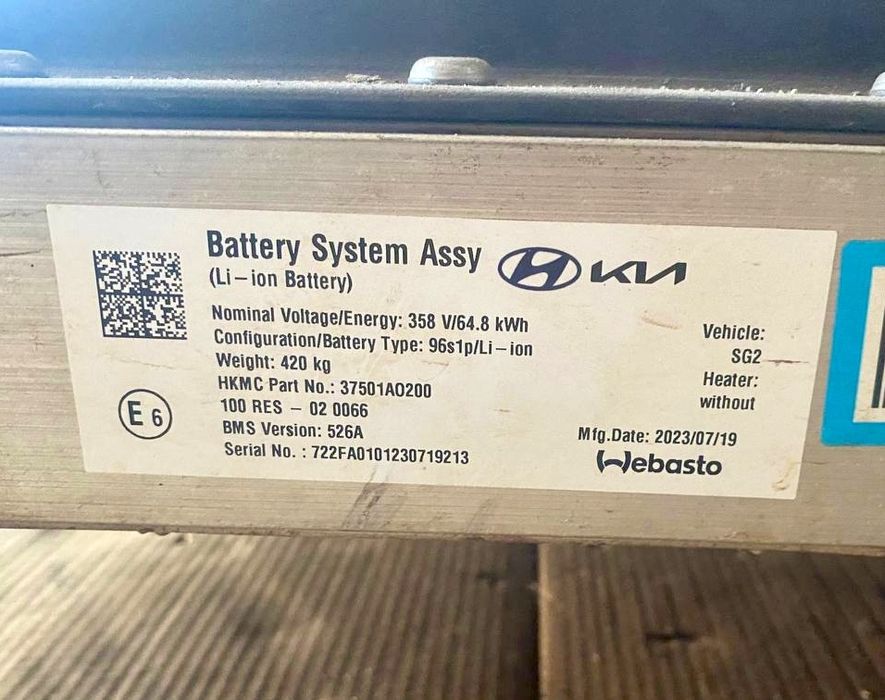 Battery System Assy
KIA
(Li-ion Battery)
Nominal Voltage/Energy: 358 V/64.8 kWh
Configuration/Battery Type: 96s1p/Li-ion
Weight: 420 kg
HKMC Part No.: 37501AO200
100 RES - 02 0066
BMS Version: 526A
Serial No. : 722FA0101230719213
E 6
Vehicle:
SG2
Heater:
without
Mfg.Date: 2023/07/19
Webasto